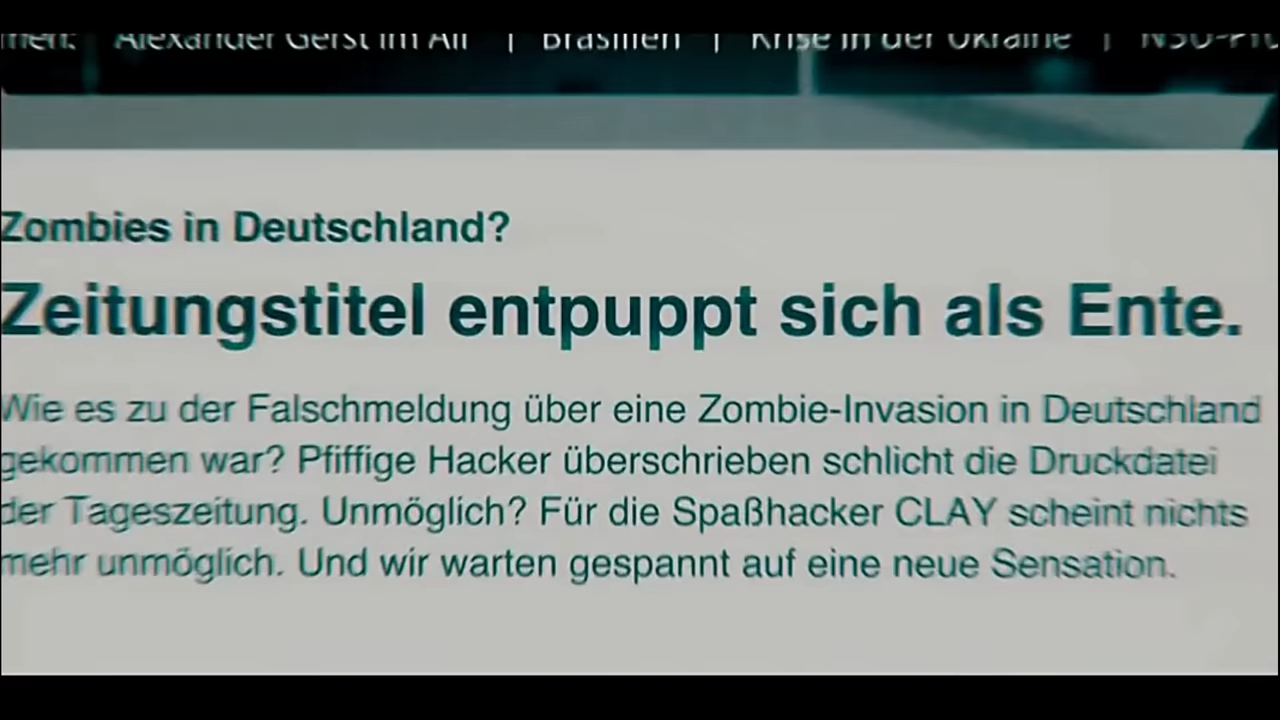 Alexander Gerst im All | Brasilien | Krise in der Ukraine |
Zombies in Deutschland?
Zeitungstitel entpuppt sich als Ente.
Wie es zu der Falschmeldung über eine Zombie-Invasion in Deutschland
gekommen war? Pfiffige Hacker überschrieben schlicht die Druckdatei
der Tageszeitung. Unmöglich? Für die Spaßhacker CLAY scheint nichts
mehr unmöglich. Und wir warten gespannt auf eine neue Sensation.